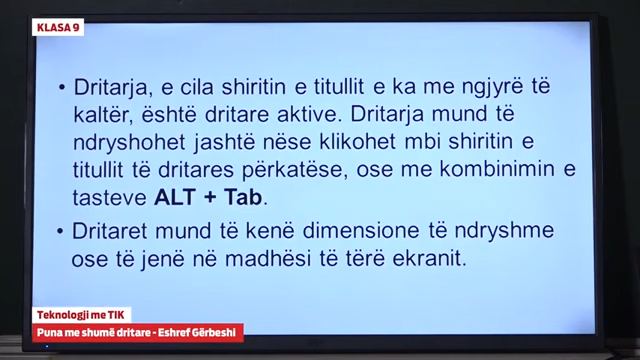 KLASA 9
• Dritarja, e cila shiritin e titullit e ka me ngjyrë të
kaltër, është dritare aktive. Dritarja mund të
ndryshohet jashtë nëse klikohet mbi shiritin e
titullit të dritares përkatëse, ose me kombinimin e
tasteve ALT + Tab.
• Dritaret mund të kenë dimensione të ndryshme
ose të jenë në madhësi të tërë ekranit.
Teknologji me TIK
Puna me shumë dritare - Eshref Gërbeshi